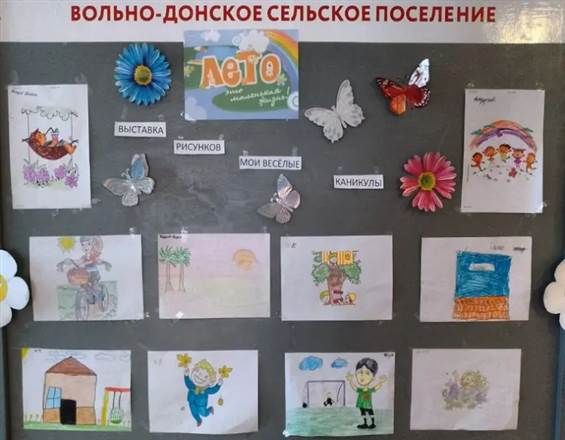 ВОЛЬНО-ДОНСКОЕ СЕЛЬСКОЕ ПОСЕЛЕНИЕ
ЛЕТО
это
маленькая
жизнь!
ВЫСТАВКА
РИСУНКОВ
МОИ ВЕСЁЛЫЕ
КАНИКУЛЫ